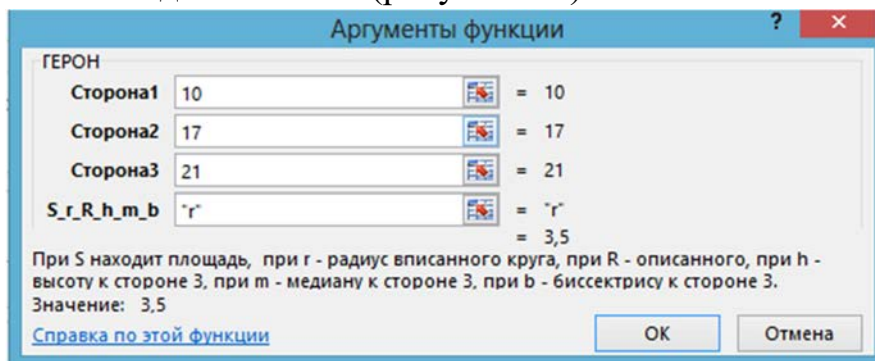 Аргументы функции ? ×
ГЕРОН
Сторона1 10 = 10
Сторона2 17 = 17
Сторона3 21 = 21
S_r_R_h_m_b "r" = "r"
= 3,5
При S находит площадь, при r - радиус вписанного круга, при R - описанного, при h -
высоту к стороне 3, при m - медиану к стороне 3, при b - биссектрису к стороне 3.
Значение: 3,5
Справка по этой функции ОК Отмена